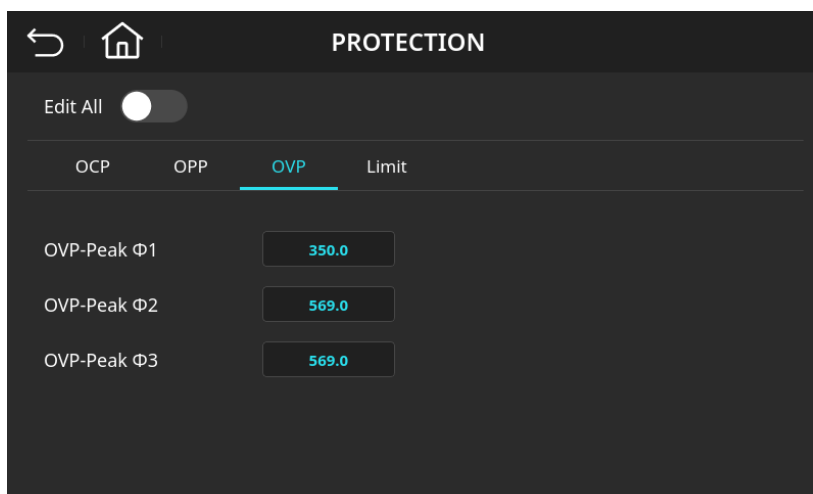 PROTECTION
Edit All
OCP OPP OVP Limit
OVP-Peak Φ1 350.0
OVP-Peak Φ2 569.0
OVP-Peak Φ3 569.0